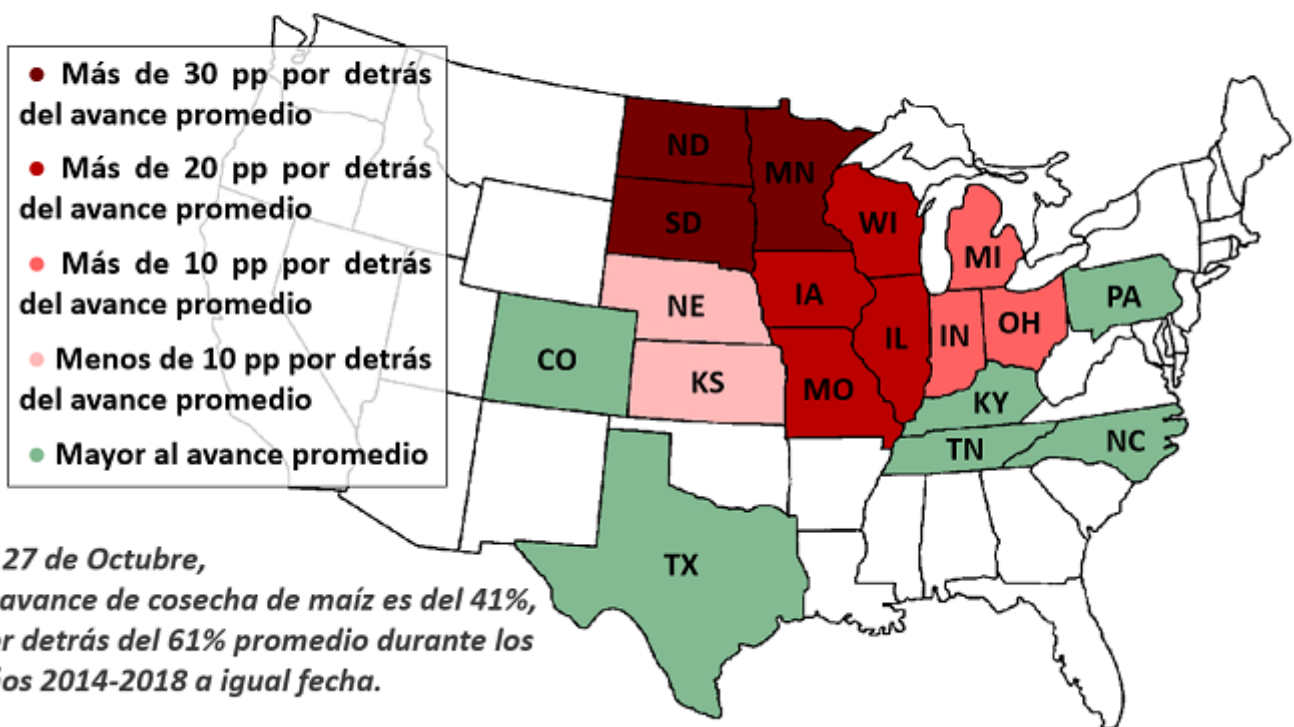 ● Más de 30 pp por detrás
del avance promedio
● Más de 20 pp por detrás
del avance promedio
● Más de 10 pp por detrás
del avance promedio
● Menos de 10 pp por detrás
del avance promedio
● Mayor al avance promedio
ND
MN
SD
WI
MI
NE
IA
PA
IL
IN
OH
CO
KS
MO
KY
TN
NC
TX
27 de Octubre,
avance de cosecha de maíz es del 41%,
detrás del 61% promedio durante los
2014-2018 a igual fecha.